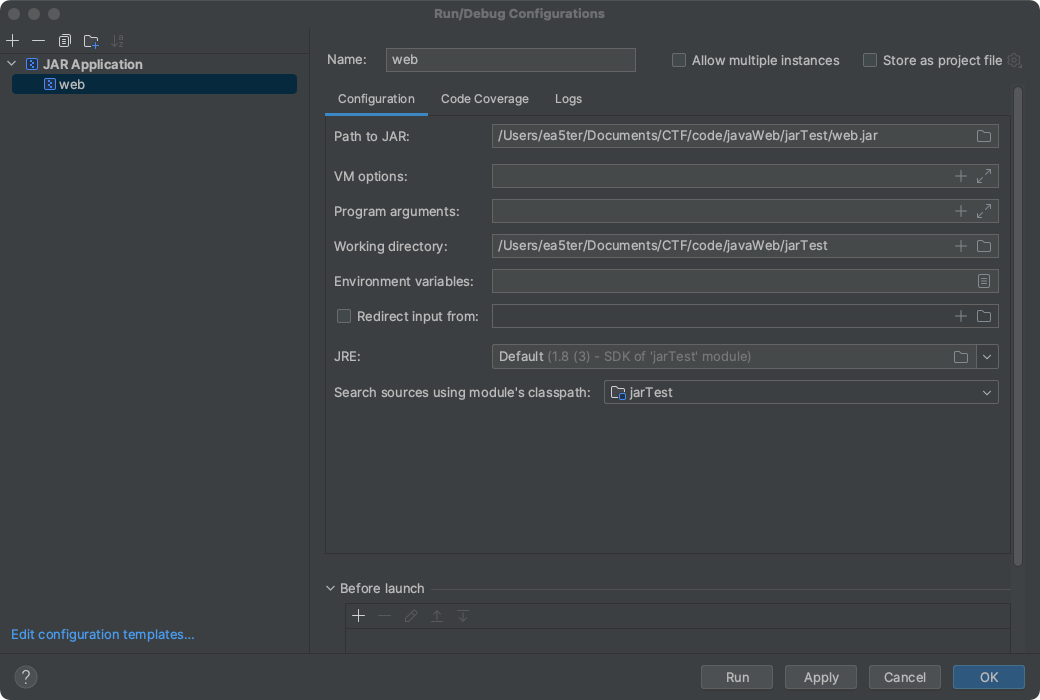 Run/Debug Configurations
JAR Application
web
Name: web
Allow multiple instances
Store as project file
Configuration Code Coverage Logs
Path to JAR: /Users/ea5ter/Documents/CTF/code/javaWeb/jarTest/web.jar
VM options:
Program arguments:
Working directory: /Users/ea5ter/Documents/CTF/code/javaWeb/jarTest
Environment variables:
Redirect input from:
JRE: Default (1.8 (3) - SDK of 'jarTest' module)
Search sources using module's classpath: jarTest
Before launch
Edit configuration templates...
? Run Apply Cancel OK